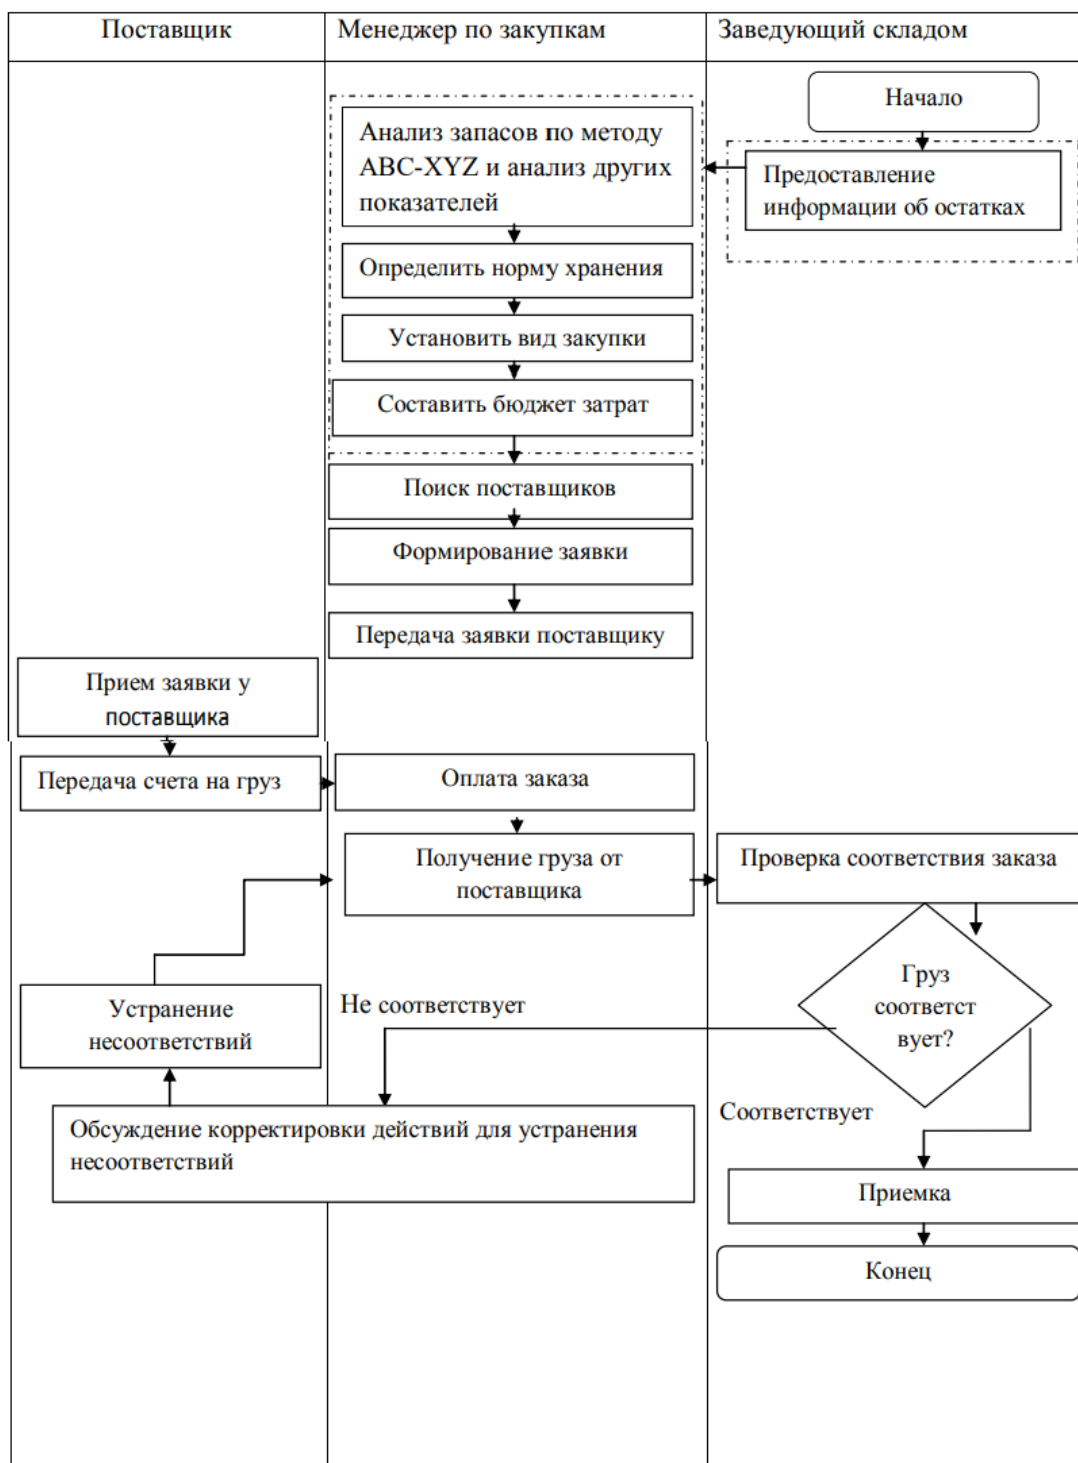 Поставщик
Менеджер по закупкам
Заведующий складом
Начало
Предоставление
информации об остатках
Анализ запасов по методу
ABC-XYZ и анализ других
показателей
Определить норму хранения
Установить вид закупки
Составить бюджет затрат
Поиск поставщиков
Формирование заявки
Передача заявки поставщику
Прием заявки у
поставщика
Передача счета на груз
Оплата заказа
Получение груза от
поставщика
Проверка соответствия заказа
Груз
соответст
вует?
Не соответствует
Устранение
несоответствий
Обсуждение корректировки действий для устранения
несоответствий
Соответствует
Приемка
Конец